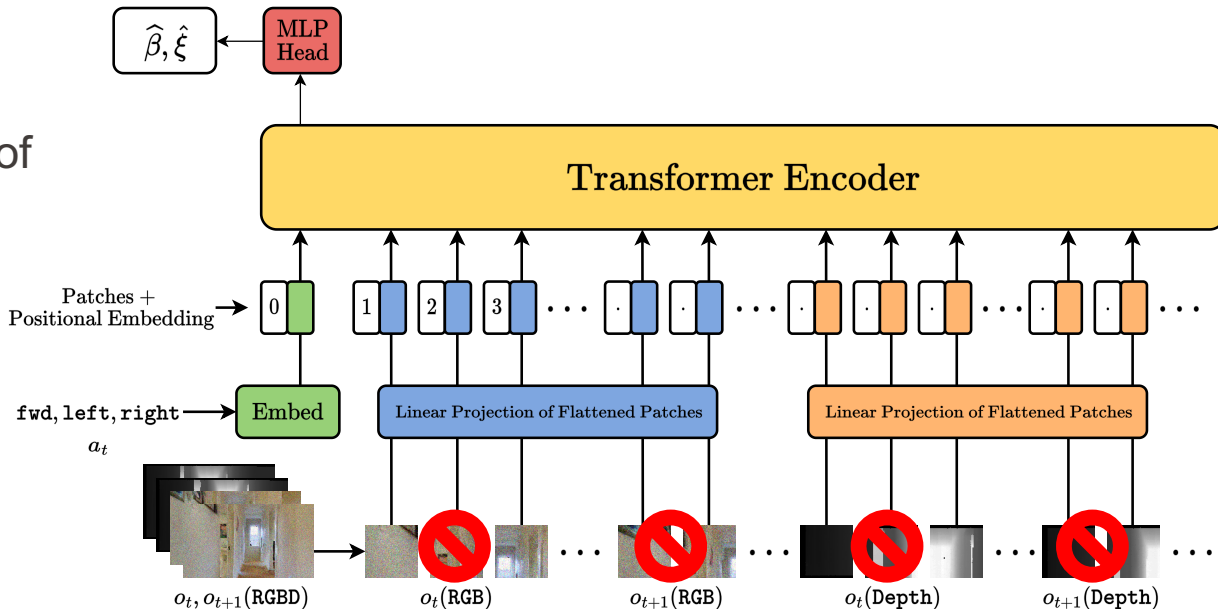 β̂, ξ̂
MLP
Head
of
Transformer Encoder
Patches +
Positional Embedding
0
1
2
3
...
.
.
...
.
.
.
...
.
.
...
fwd, left, right
a_t
Embed
Linear Projection of Flattened Patches
Linear Projection of Flattened Patches
...
...
...
...
o_t, o_{t+1}(RGBD)
o_t(RGB)
o_{t+1}(RGB)
o_t(Depth)
o_{t+1}(Depth)